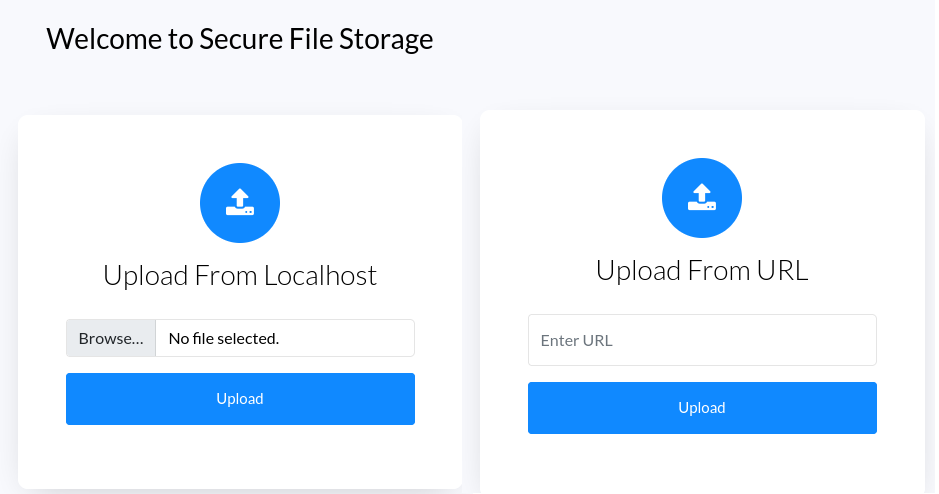 Welcome to Secure File Storage
Upload From Localhost
Browse... No file selected.
Upload
Upload From URL
Enter URL
Upload